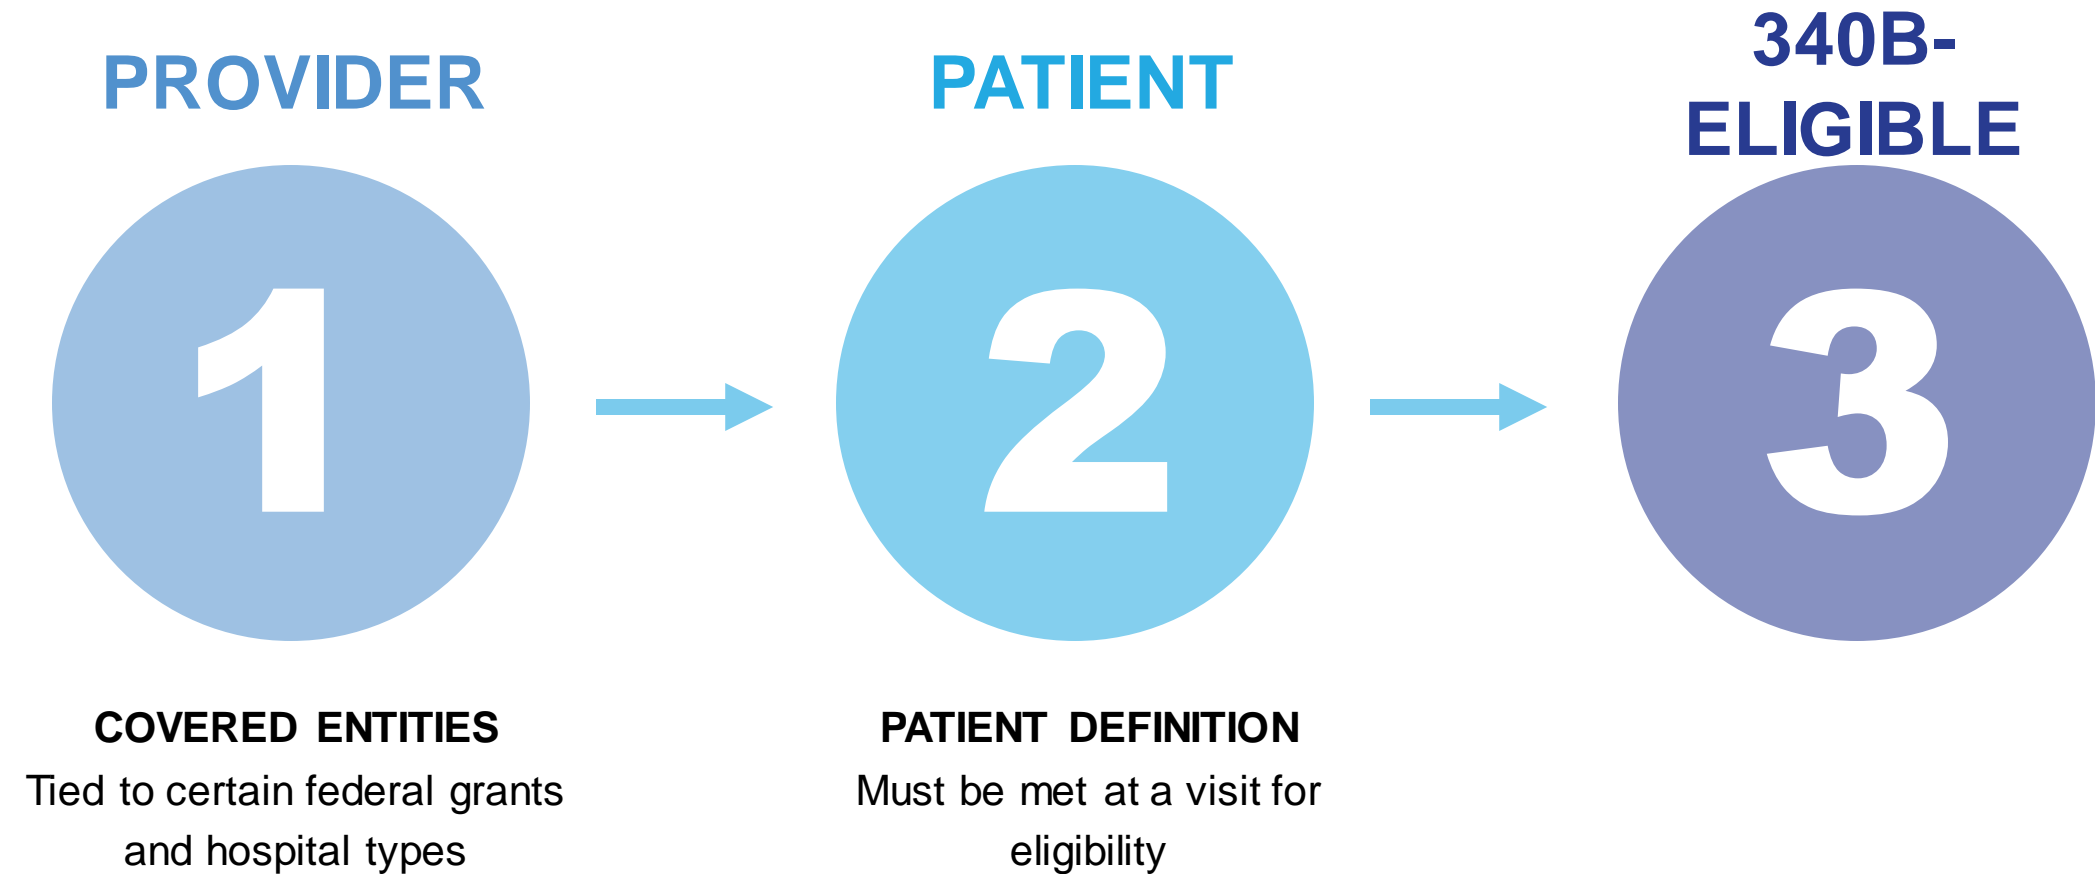 PROVIDER
1
COVERED ENTITIES
Tied to certain federal grants
and hospital types
PATIENT
2
PATIENT DEFINITION
Must be met at a visit for
eligibility
340B-
ELIGIBLE
3